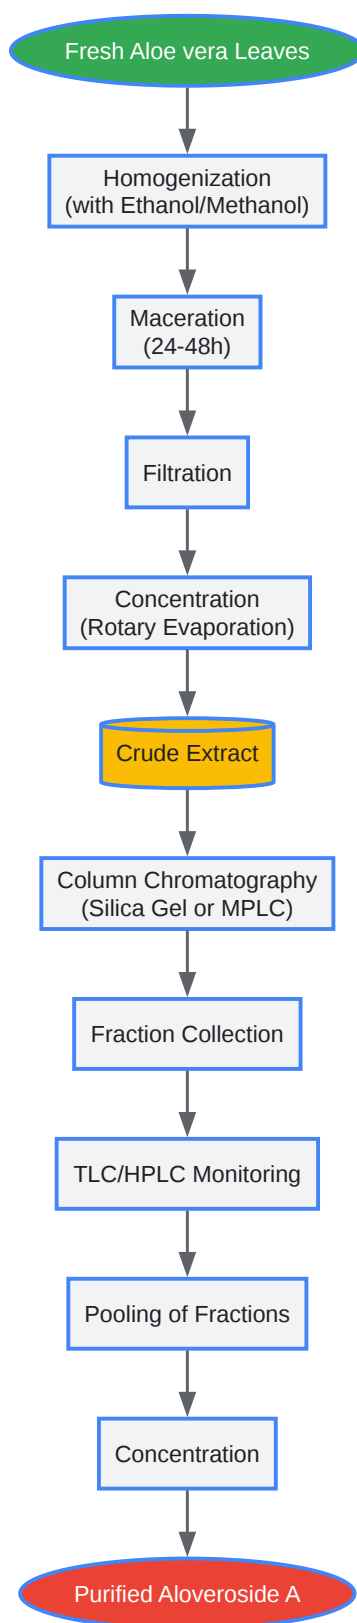 Fresh Aloe vera Leaves
Homogenization
(with Ethanol/Methanol)
Maceration
(24-48h)
Filtration
Concentration
(Rotary Evaporation)
Crude Extract
Column Chromatography
(Silica Gel or MPLC)
Fraction Collection
TLC/HPLC Monitoring
Pooling of Fractions
Concentration
Purified Aloveroside A